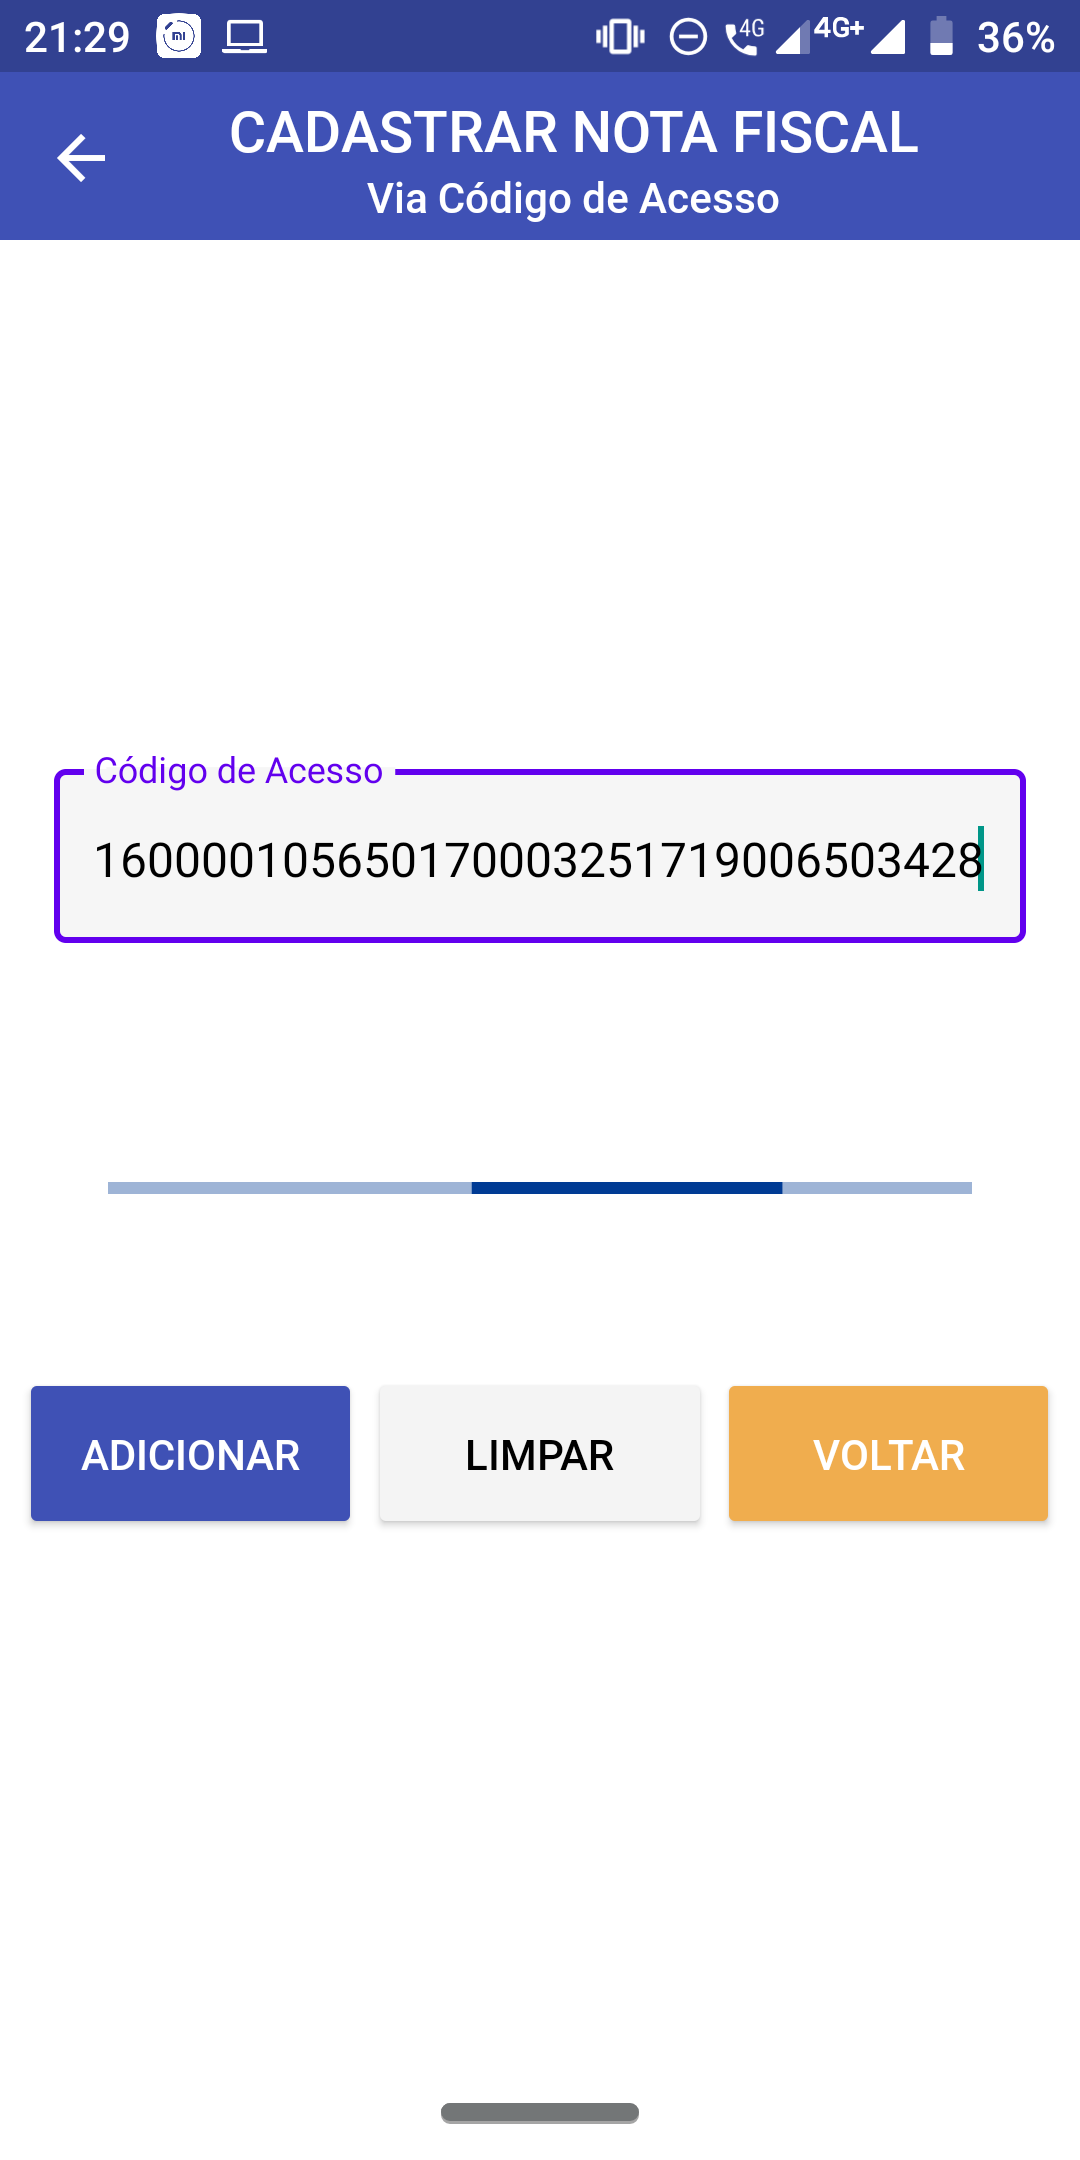 21:29 4G 4G+ 36%
CADASTRAR NOTA FISCAL
Via Código de Acesso
Código de Acesso
160000105650170003251719006503428
ADICIONAR
LIMPAR
VOLTAR